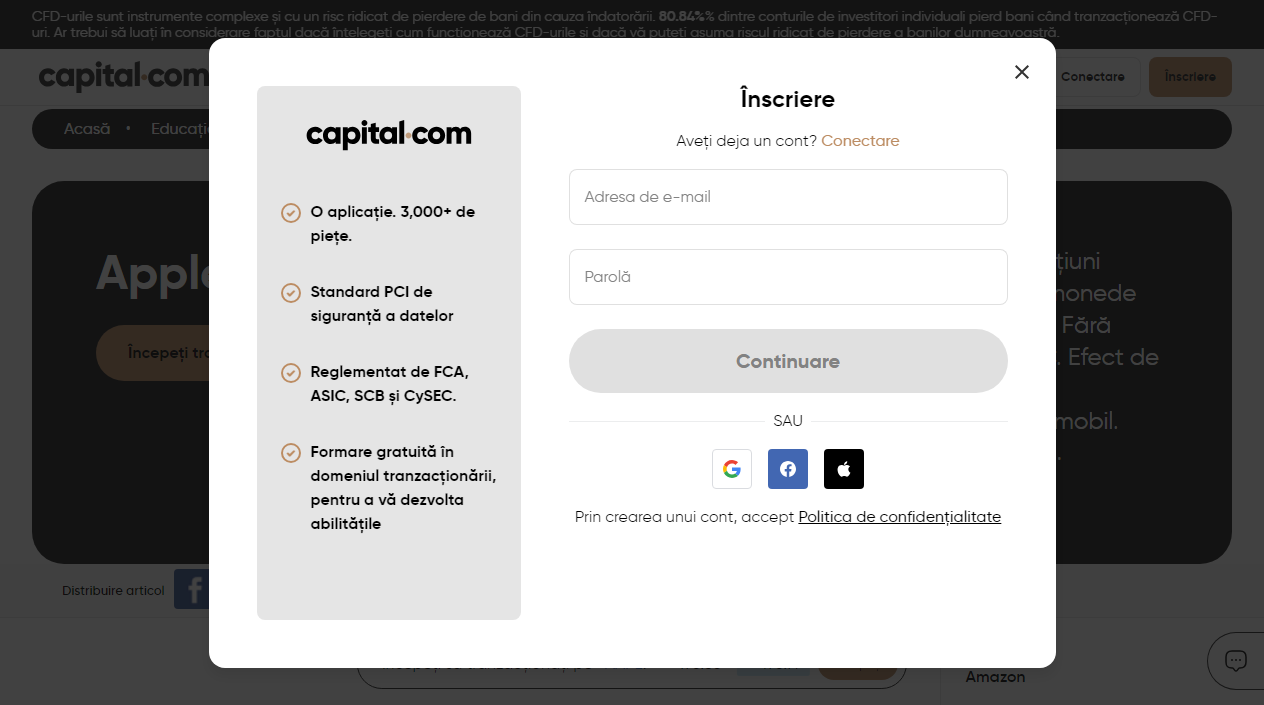 CFD-urile sunt instrumente complexe și cu un risc ridicat de pierdere de bani din cauza îndatorării. 80.84%% dintre conturile de investitori individuali pierd bani când tranzacționează CFD-
uri. Ar trebui să luați în considerare faptul dacă înțelegeți cum funcționează CFD-urile și dacă vă puteți asuma riscul ridicat de pierdere a banilor dumneavoastră.
capital.com
Conectare
Înscriere
Acasă • Educație
Înscriere
Aveți deja un cont? Conectare
capital.com
O aplicație. 3,000+ de
piețe.
Standard PCI de
siguranță a datelor
Reglementat de FCA,
ASIC, SCB și CySEC.
Formare gratuită în
domeniul tranzacționării,
pentru a vă dezvolta
abilitățile
Adresa de e-mail
Parolă
Continuare
SAU
Prin crearea unui cont, accept Politica de confidențialitate
Apple
Începeți
Fără
. Efect de
mobil.
Distribuire articol
Amazon